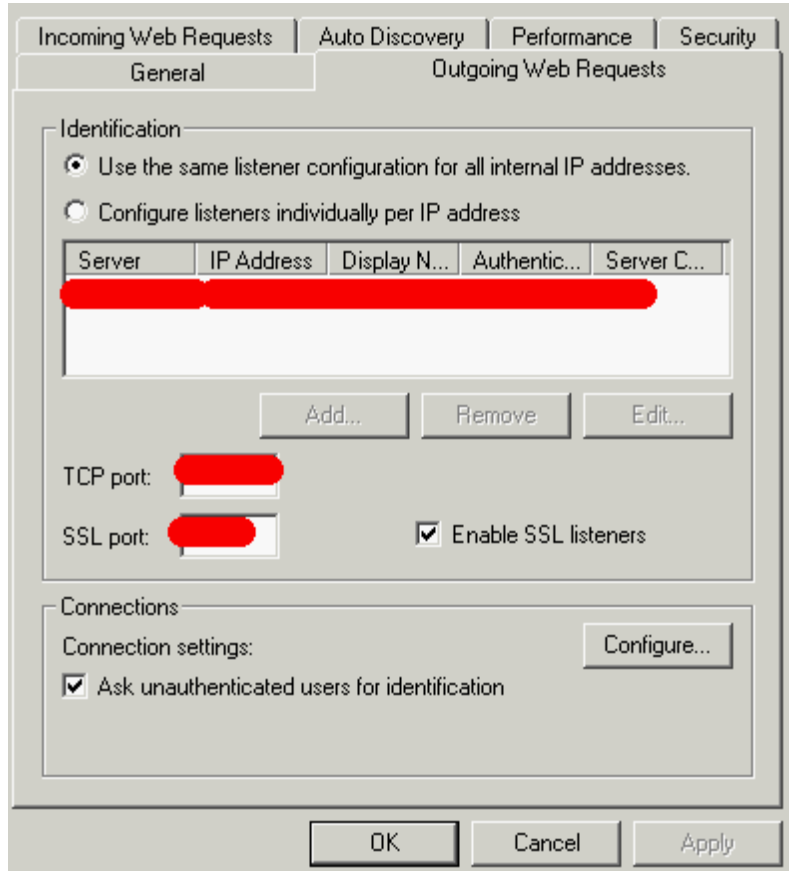 Incoming Web Requests Auto Discovery Performance Security
General Outgoing Web Requests
Identification
Use the same listener configuration for all internal IP addresses.
Configure listeners individually per IP address
Server IP Address Display N... Authentic... Server C...
Add... Remove Edit...
TCP port:
SSL port: Enable SSL listeners
Connections
Connection settings: Configure...
Ask unauthenticated users for identification
OK Cancel Apply